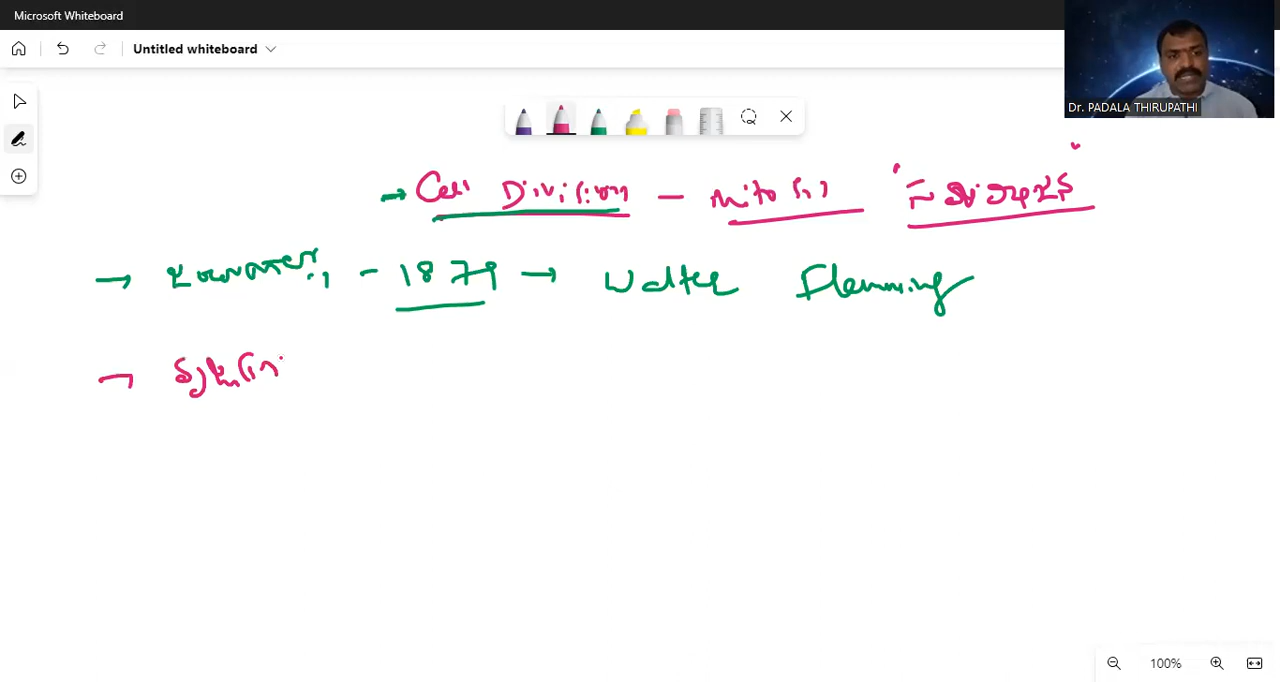 Microsoft Whiteboard
Untitled whiteboard
Dr. PADALA THIRUPATHI
→ Cell Division – mitosis
→ - 1879 → Walter Flemming
→
100%